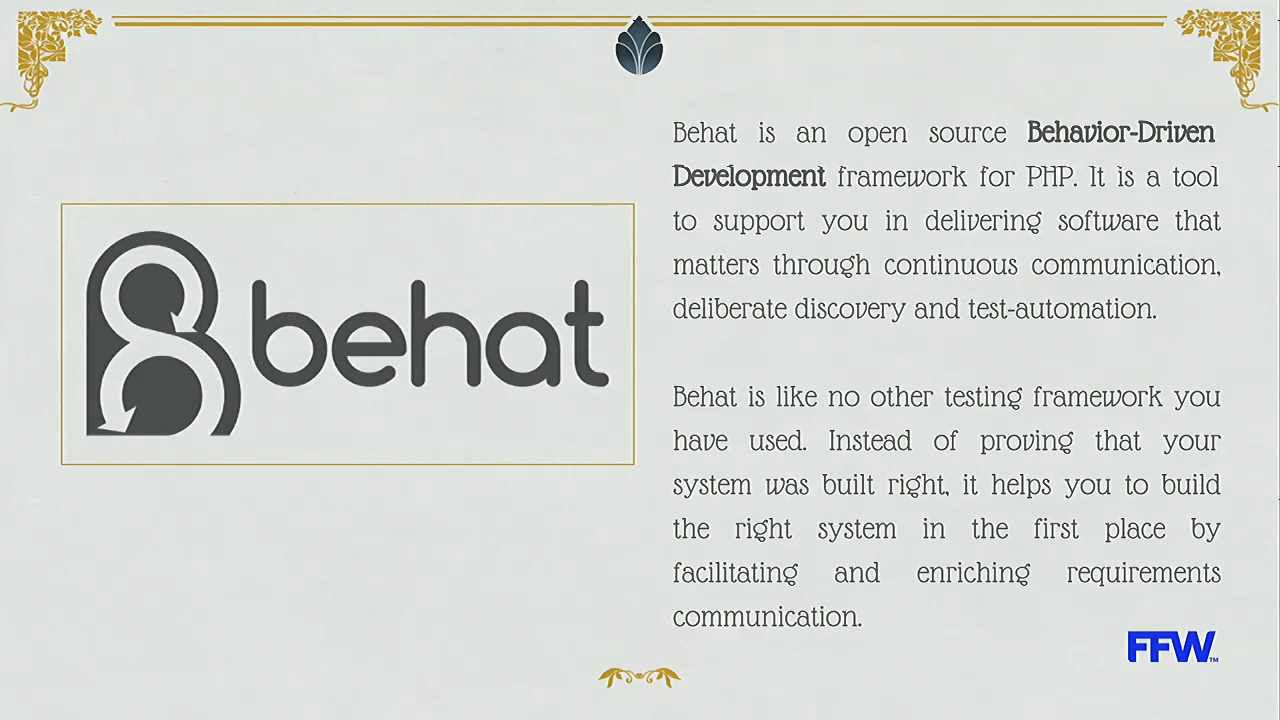 behat
Behat is an open source Behavior-Driven
Development framework for PHP. It is a tool
to support you in delivering software that
matters through continuous communication,
deliberate discovery and test-automation.
Behat is like no other testing framework you
have used. Instead of proving that your
system was built right, it helps you to build
the right system in the first place by
facilitating and enriching requirements
communication.
FFW™